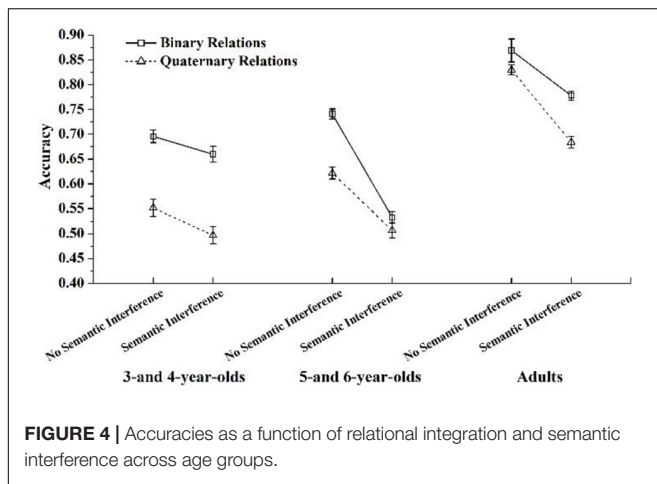 0.90
Binary Relations
0.85
Quaternary Relations
0.80
0.75
0.70
0.65
0.60
0.55
0.50
0.45
0.40
Accuracy
No Semantic Interference
Semantic Interference
No Semantic Interference
Semantic Interference
No Semantic Interference
Semantic Interference
3-and 4-year-olds 5-and 6-year-olds Adults
FIGURE 4 | Accuracies as a function of relational integration and semantic
interference across age groups.